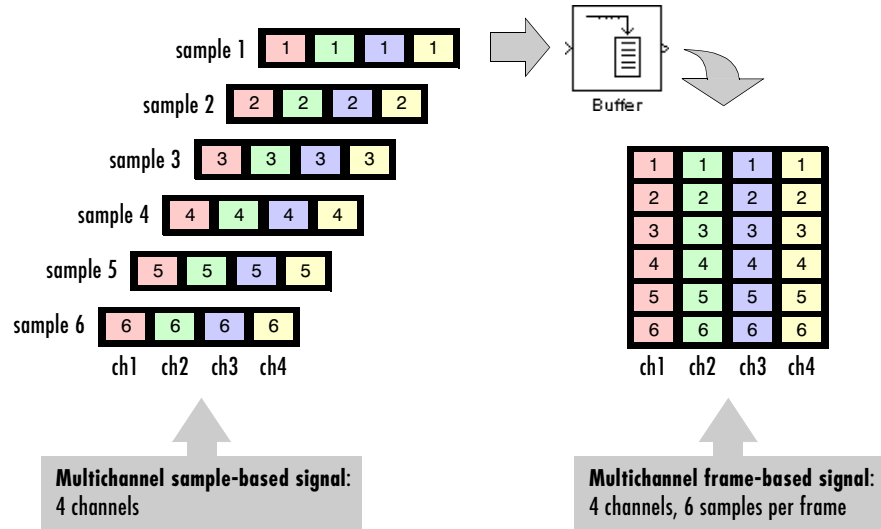 sample 1 1 1 1 1
Buffer
sample 2 2 2 2 2
sample 3 3 3 3 3
sample 4 4 4 4 4
sample 5 5 5 5 5
sample 6 6 6 6 6
ch1 ch2 ch3 ch4
1 1 1 1
2 2 2 2
3 3 3 3
4 4 4 4
5 5 5 5
6 6 6 6
ch1 ch2 ch3 ch4
Multichannel sample-based signal:
4 channels
Multichannel frame-based signal:
4 channels, 6 samples per frame